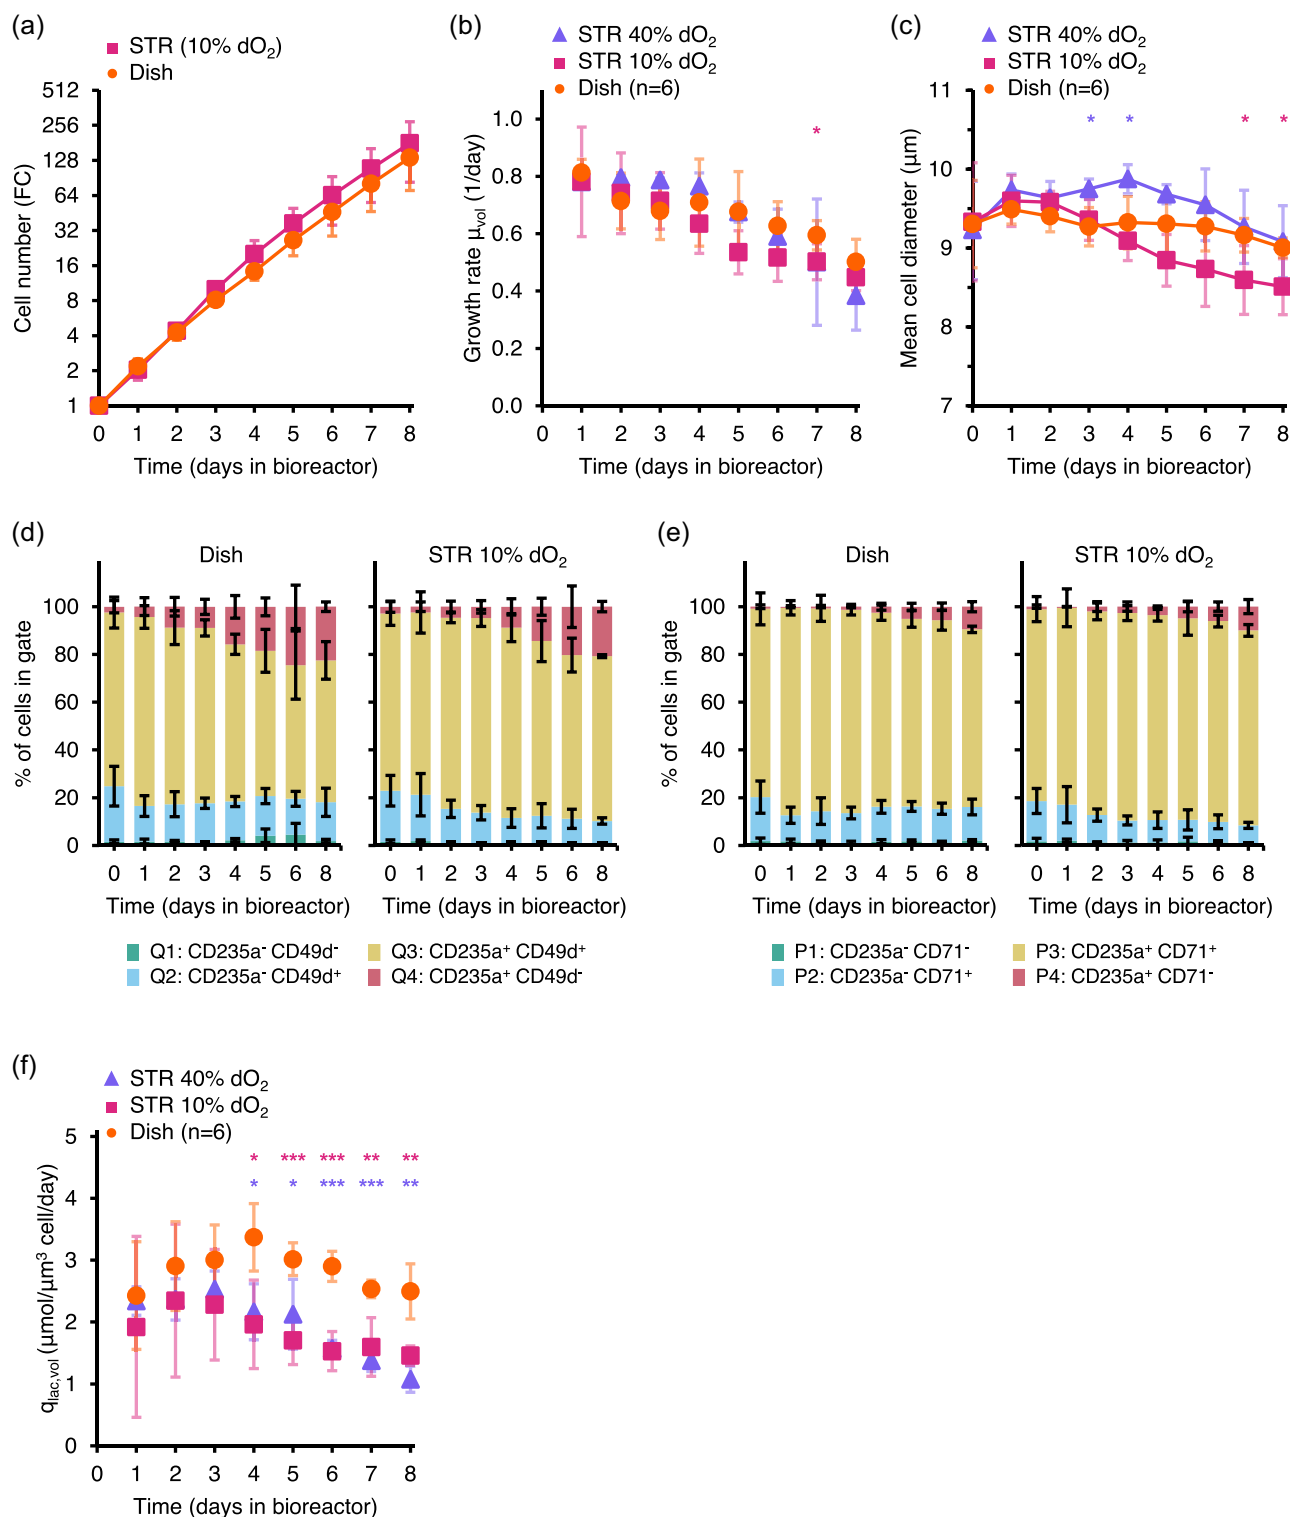 (a)
STR (10% dO₂)
Dish
512
256
128
64
32
16
8
4
2
1
Cell number (FC)
0 1 2 3 4 5 6 7 8
Time (days in bioreactor)
(b)
STR 40% dO₂
STR 10% dO₂
Dish (n=6)
*
1.0
0.8
0.6
0.4
0.2
0.0
Growth rate μvol (1/day)
0 1 2 3 4 5 6 7 8
Time (days in bioreactor)
(c)
STR 40% dO₂
STR 10% dO₂
Dish (n=6)
* * * *
11
10
9
8
7
Mean cell diameter (μm)
0 1 2 3 4 5 6 7 8
Time (days in bioreactor)
(d)
Dish
STR 10% dO₂
100
80
60
40
20
0
% of cells in gate
0 1 2 3 4 5 6 8
Time (days in bioreactor)
100
80
60
40
20
0
0 1 2 3 4 5 6 8
Time (days in bioreactor)
Q1: CD235a⁻ CD49d⁻
Q2: CD235a⁻ CD49d⁺
Q3: CD235a⁺ CD49d⁺
Q4: CD235a⁺ CD49d⁻
(e)
Dish
STR 10% dO₂
100
80
60
40
20
0
% of cells in gate
0 1 2 3 4 5 6 8
Time (days in bioreactor)
100
80
60
40
20
0
0 1 2 3 4 5 6 8
Time (days in bioreactor)
P1: CD235a⁻ CD71⁻
P2: CD235a⁻ CD71⁺
P3: CD235a⁺ CD71⁺
P4: CD235a⁺ CD71⁻
(f)
STR 40% dO₂
STR 10% dO₂
Dish (n=6)
* *** *** ** **
* * *** *** **
5
4
3
2
1
0
qlac,vol (μmol/μm³ cell/day)
0 1 2 3 4 5 6 7 8
Time (days in bioreactor)